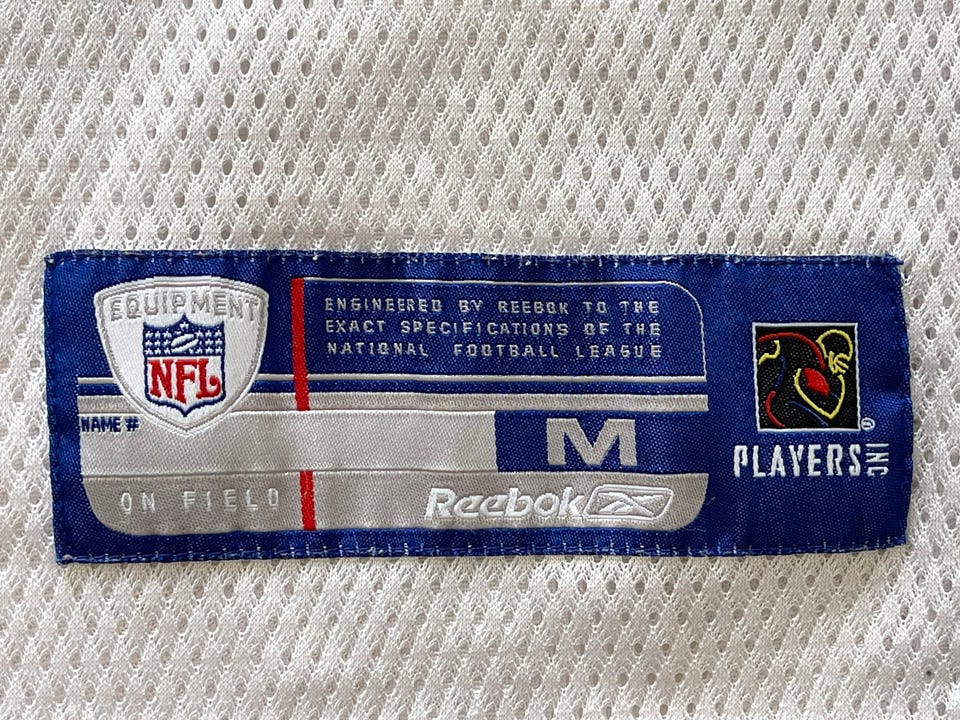 EQUIPMENT
NFL
ENGINEERED BY REEBOK TO THE
EXACT SPECIFICATIONS OF THE
NATIONAL FOOTBALL LEAGUE
NAME #
M
ON FIELD
Reebok
PLAYERS INC
®